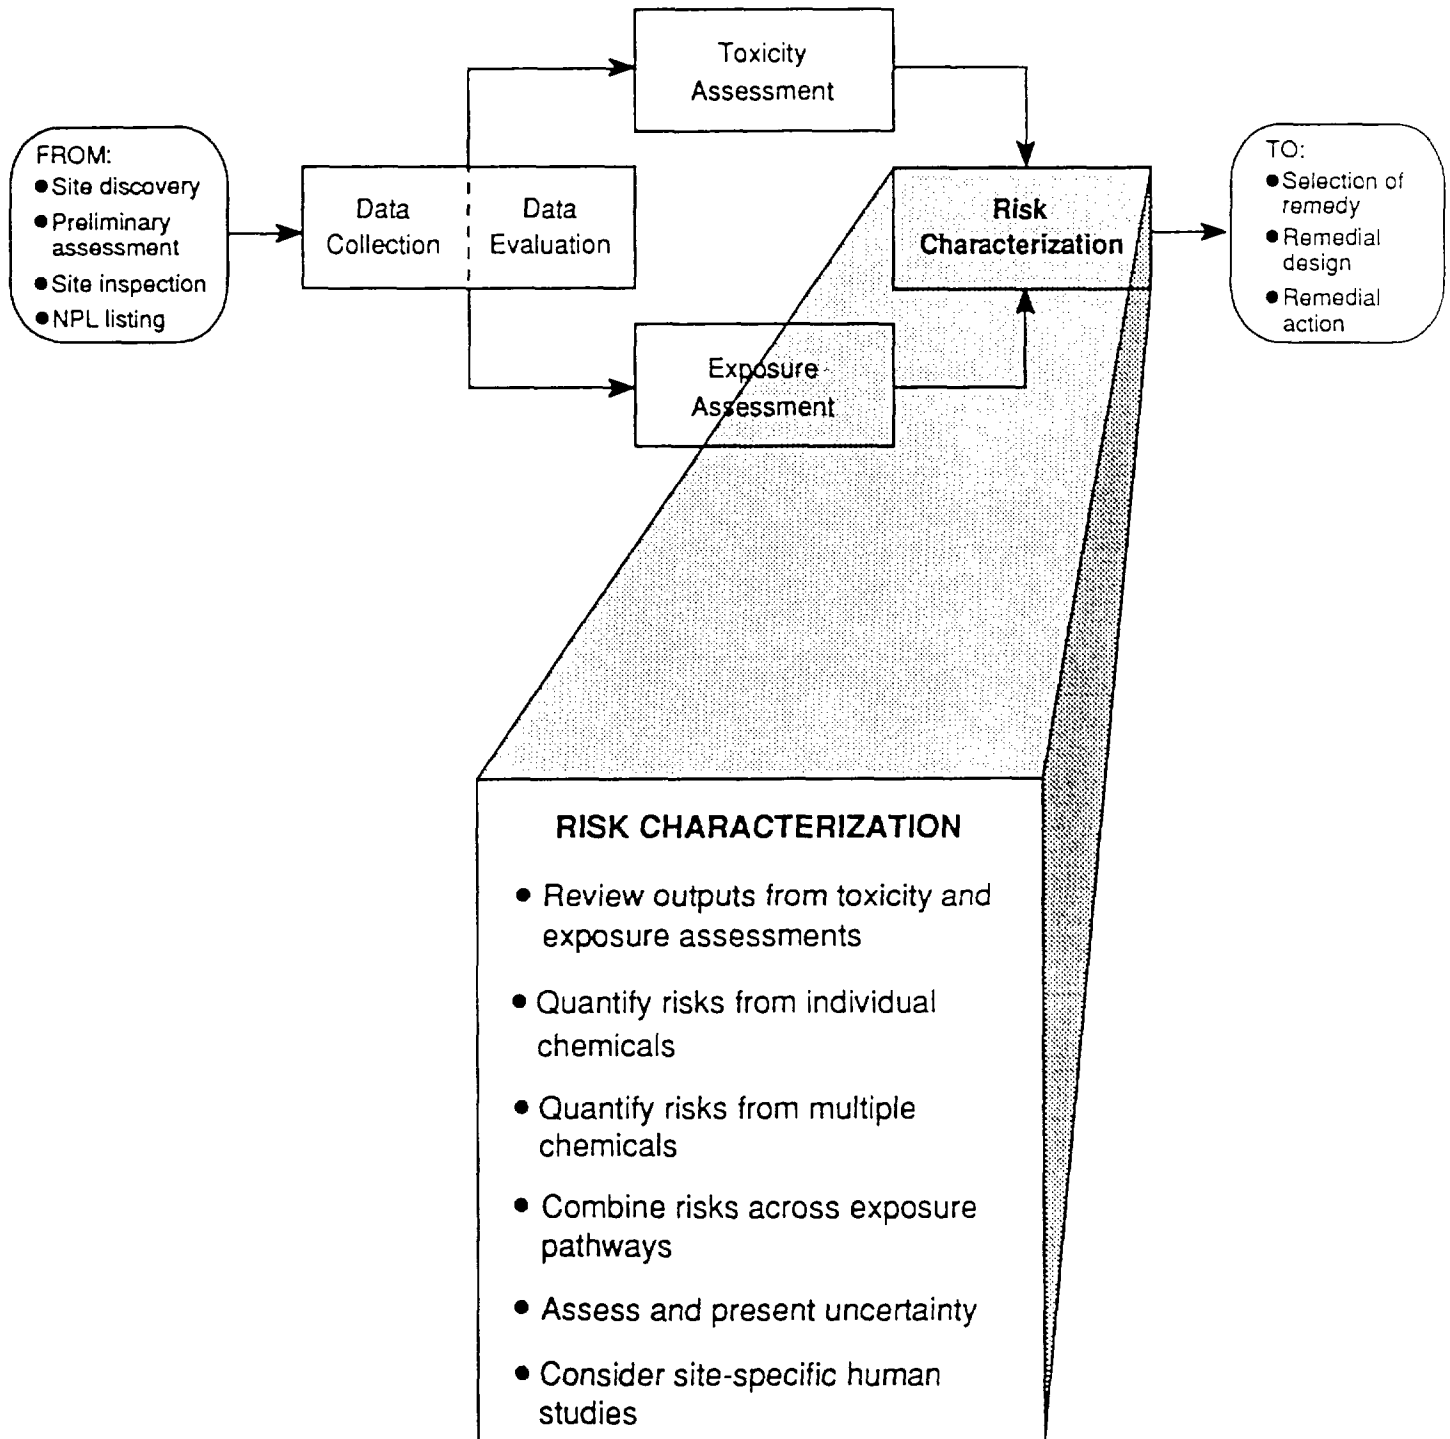 Toxicity
Assessment
FROM:
● Site discovery
● Preliminary
assessment
● Site inspection
● NPL listing
Data
Collection
Data
Evaluation
Risk
Characterization
TO:
● Selection of
remedy
● Remedial
design
● Remedial
action
Exposure
Assessment
RISK CHARACTERIZATION
● Review outputs from toxicity and
exposure assessments
● Quantify risks from individual
chemicals
● Quantify risks from multiple
chemicals
● Combine risks across exposure
pathways
● Assess and present uncertainty
● Consider site-specific human
studies